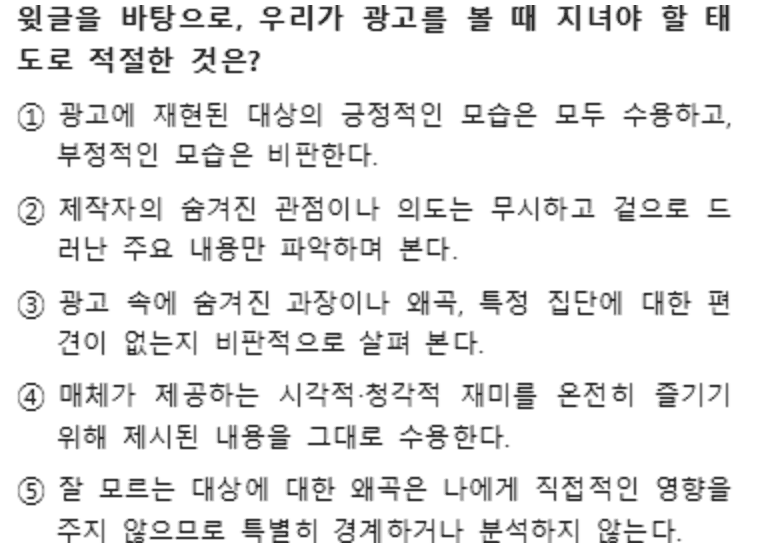 윗글을 바탕으로, 우리가 광고를 볼 때 지녀야 할 태
도로 적절한 것은?
① 광고에 재현된 대상의 긍정적인 모습은 모두 수용하고,
부정적인 모습은 비판한다.
② 제작자의 숨겨진 관점이나 의도는 무시하고 겉으로 드
러난 주요 내용만 파악하며 본다.
③ 광고 속에 숨겨진 과장이나 왜곡, 특정 집단에 대한 편
견이 없는지 비판적으로 살펴 본다.
④ 매체가 제공하는 시각적·청각적 재미를 온전히 즐기기
위해 제시된 내용을 그대로 수용한다.
⑤ 잘 모르는 대상에 대한 왜곡은 나에게 직접적인 영향을
주지 않으므로 특별히 경계하거나 분석하지 않는다.